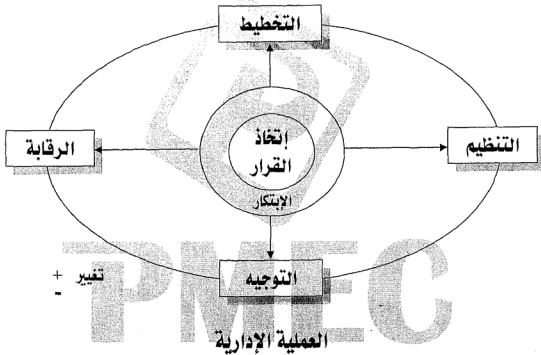 التخطيط
إتخاذ
القرار
الإبتكار
التنظيم
الرقابة
التوجيه
تغيير +
-
العملية الإدارية
PMEC